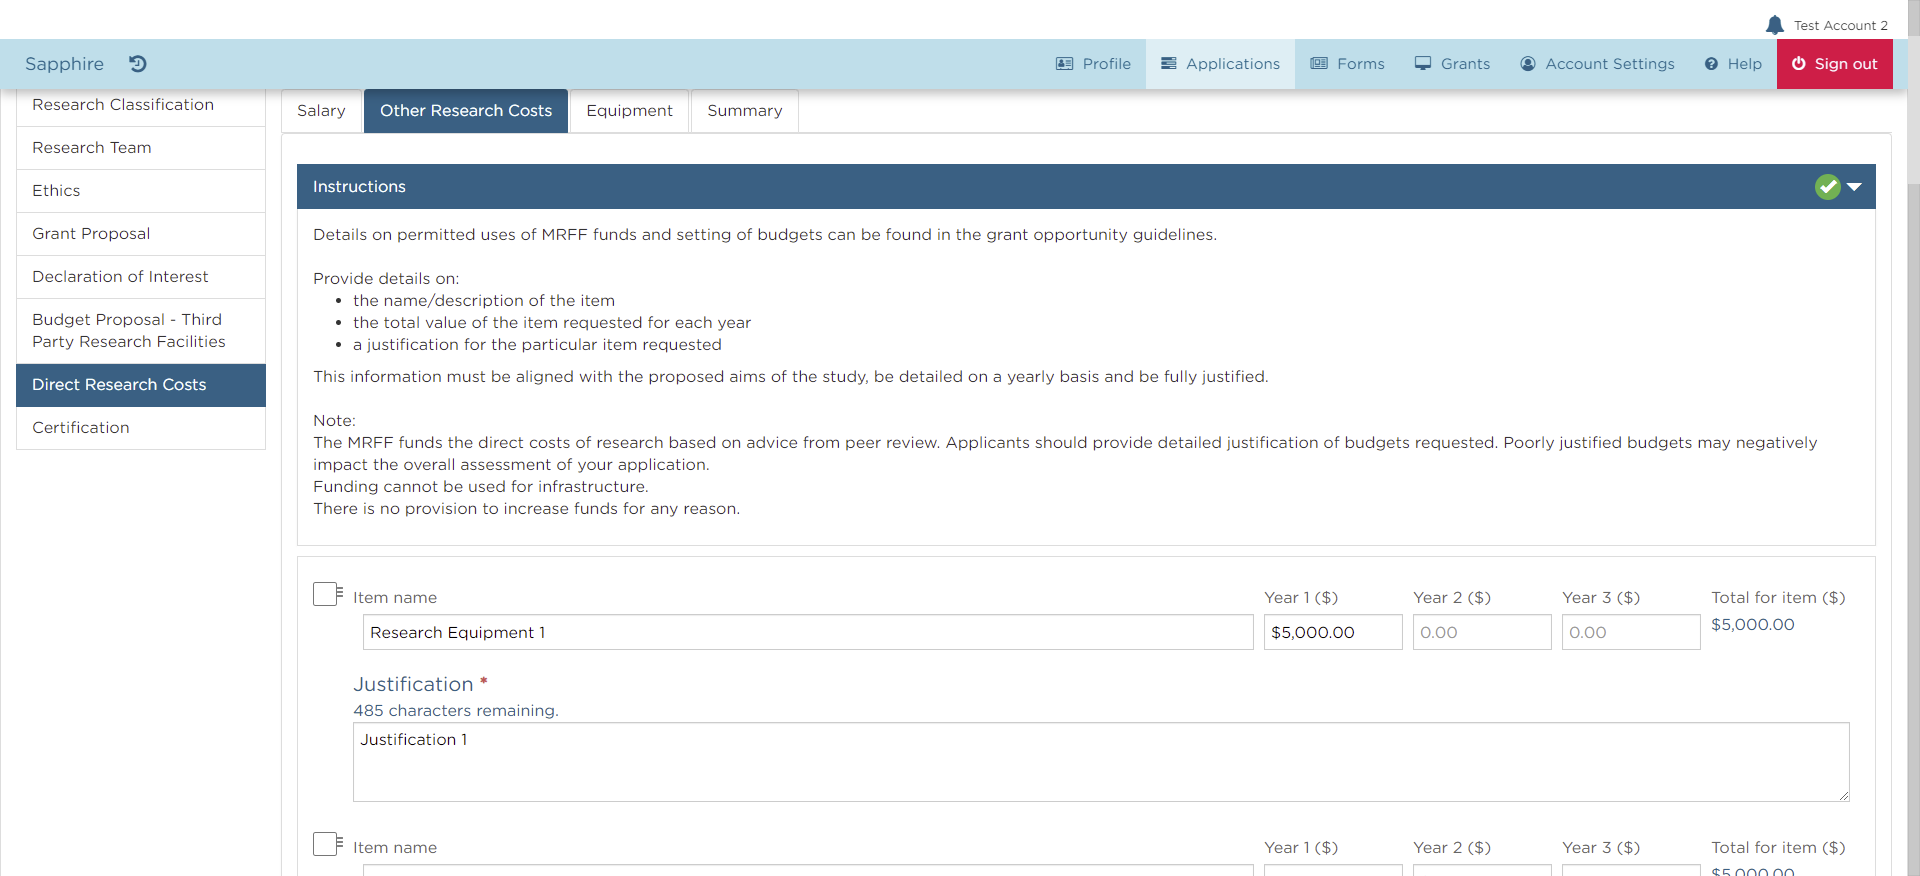 Test Account 2
Sapphire
Profile
Applications
Forms
Grants
Account Settings
Help
Sign out
Research Classification
Research Team
Ethics
Grant Proposal
Declaration of Interest
Budget Proposal - Third
Party Research Facilities
Direct Research Costs
Certification
Salary
Other Research Costs
Equipment
Summary
Instructions
Details on permitted uses of MRFF funds and setting of budgets can be found in the grant opportunity guidelines.
Provide details on:
• the name/description of the item
• the total value of the item requested for each year
• a justification for the particular item requested
This information must be aligned with the proposed aims of the study, be detailed on a yearly basis and be fully justified.
Note:
The MRFF funds the direct costs of research based on advice from peer review. Applicants should provide detailed justification of budgets requested. Poorly justified budgets may negatively
impact the overall assessment of your application.
Funding cannot be used for infrastructure.
There is no provision to increase funds for any reason.
Item name Year 1 ($) Year 2 ($) Year 3 ($) Total for item ($)
Research Equipment 1 $5,000.00 0.00 0.00 $5,000.00
Justification *
485 characters remaining.
Justification 1
Item name Year 1 ($) Year 2 ($) Year 3 ($) Total for item ($)
$5,000.00